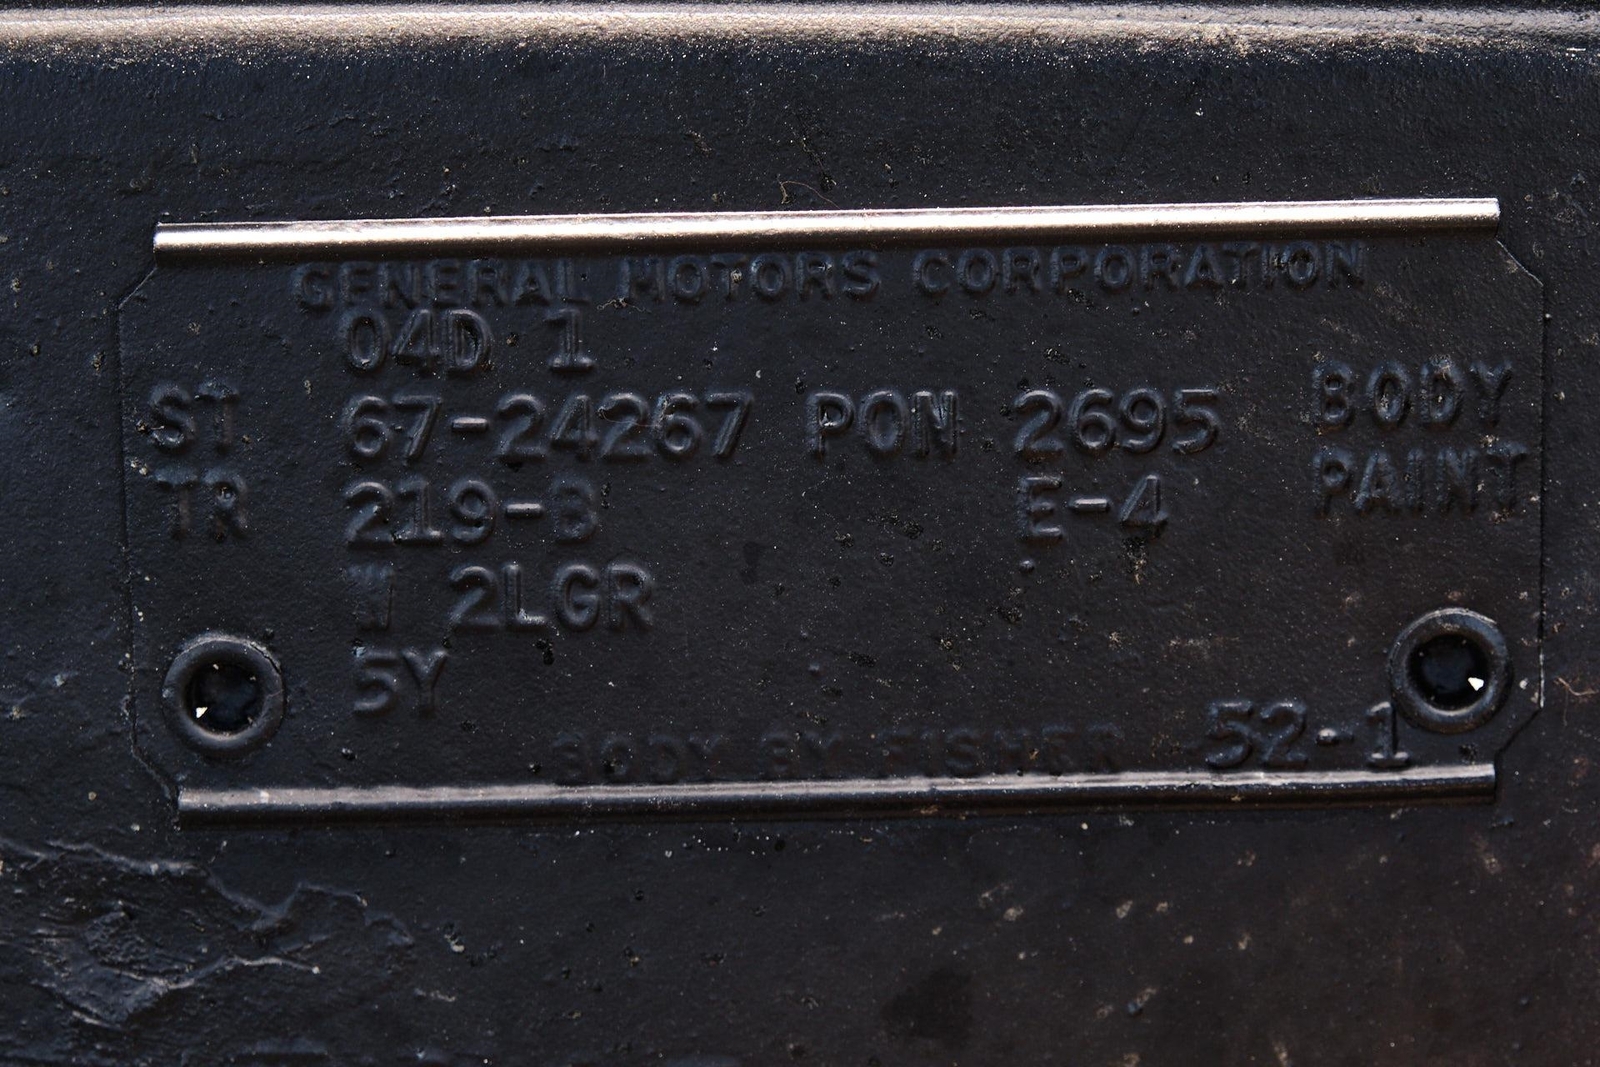 GENERAL MOTORS CORPORATION
04D 1
ST 67-24267 PON 2695 BODY
TR 219-B E-4 PAINT
W 2LGR
5Y
BODY BY FISHER 52-1